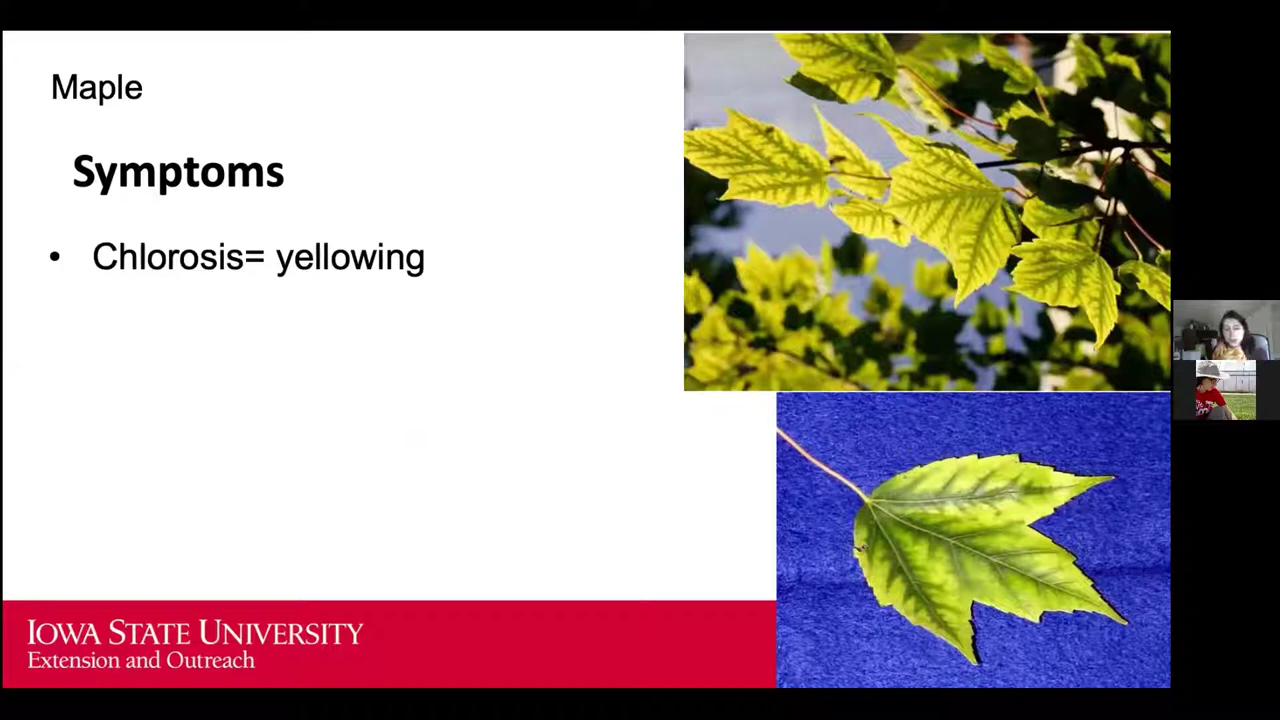 Maple
Symptoms
• Chlorosis= yellowing
IOWA STATE UNIVERSITY
Extension and Outreach